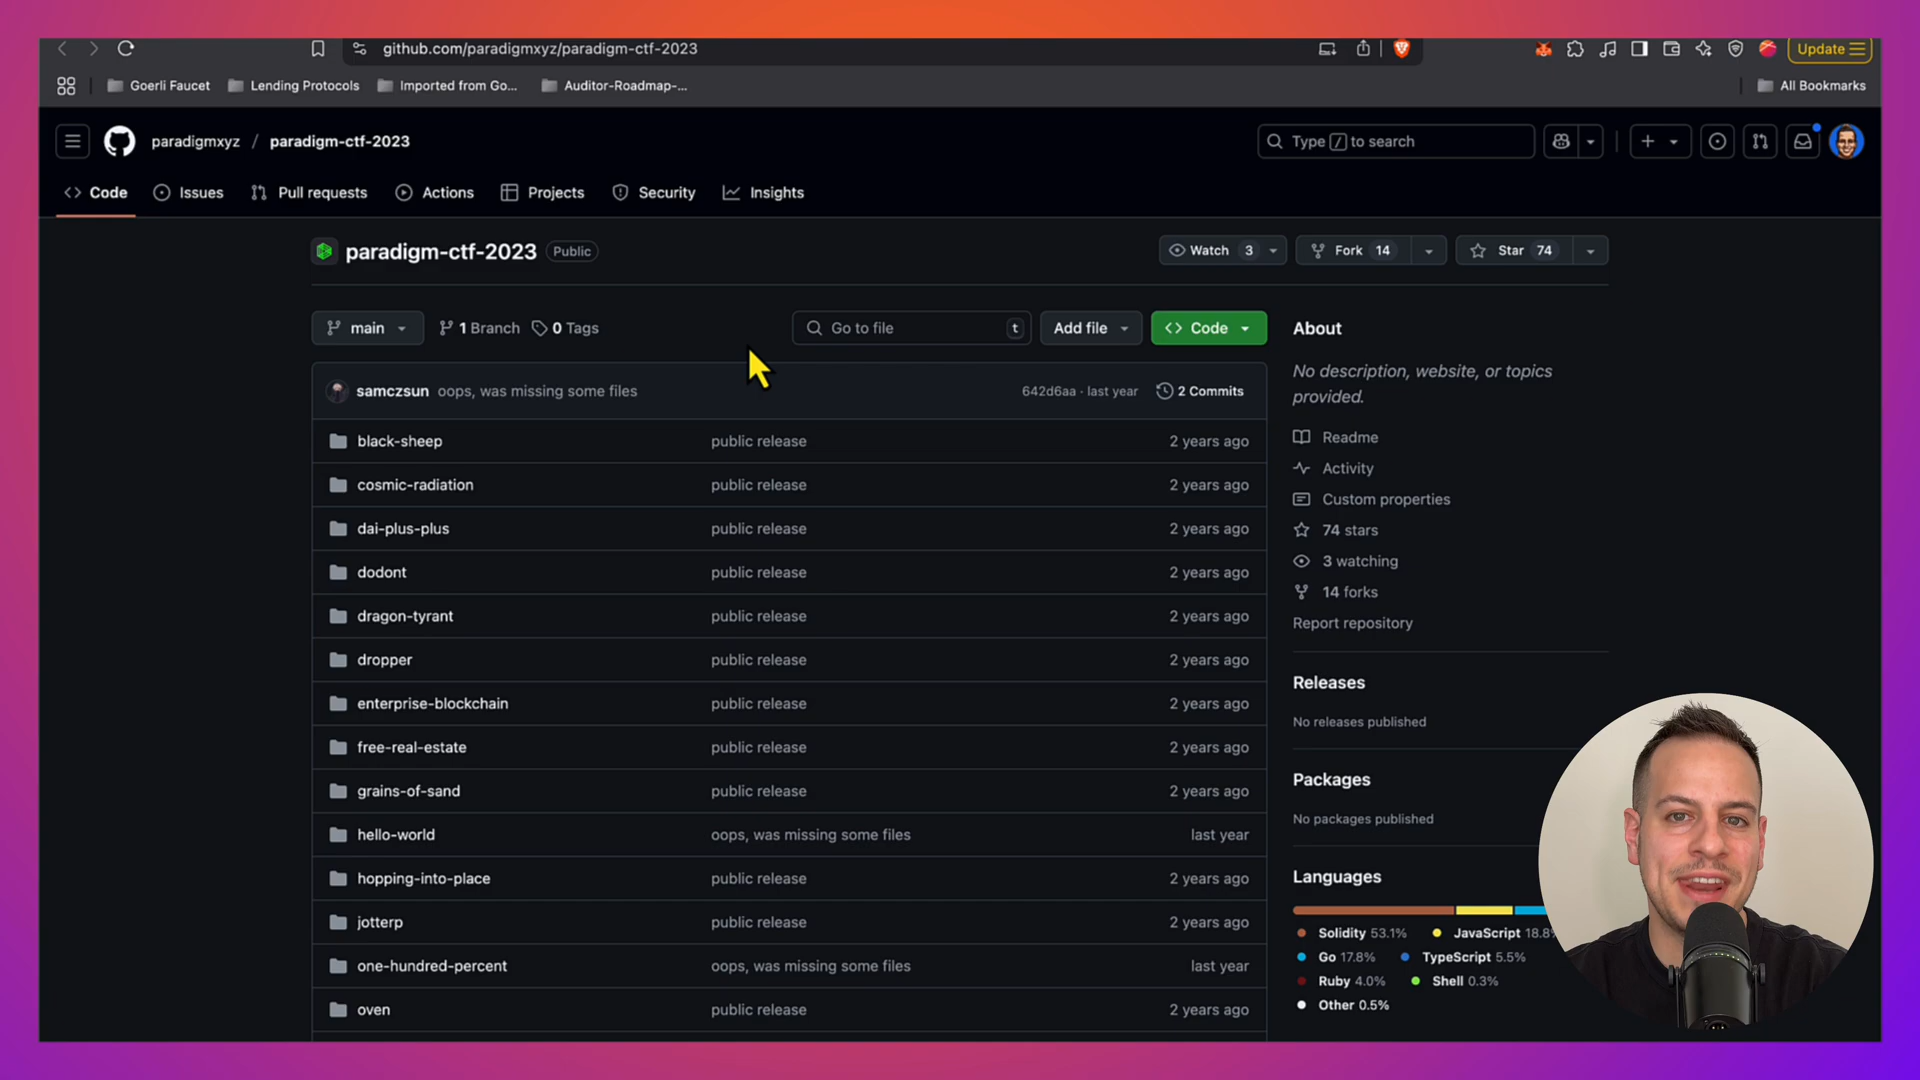 github.com/paradigmxyz/paradigm-ctf-2023
Update
Goerli Faucet
Lending Protocols
Imported from Go...
Auditor-Roadmap-...
All Bookmarks
paradigmxyz / paradigm-ctf-2023
Type / to search
Code
Issues
Pull requests
Actions
Projects
Security
Insights
paradigm-ctf-2023 Public
Watch 3
Fork 14
Star 74
main
1 Branch
0 Tags
Go to file t
Add file
Code
samczsun oops, was missing some files 642d6aa · last year 2 Commits
black-sheep public release 2 years ago
cosmic-radiation public release 2 years ago
dai-plus-plus public release 2 years ago
dodont public release 2 years ago
dragon-tyrant public release 2 years ago
dropper public release 2 years ago
enterprise-blockchain public release 2 years ago
free-real-estate public release 2 years ago
grains-of-sand public release 2 years ago
hello-world oops, was missing some files last year
hopping-into-place public release 2 years ago
jotterp public release 2 years ago
one-hundred-percent oops, was missing some files last year
oven public release 2 years ago
About
No description, website, or topics
provided.
Readme
Activity
Custom properties
74 stars
3 watching
14 forks
Report repository
Releases
No releases published
Packages
No packages published
Languages
Solidity 53.1% JavaScript 18.8%
Go 17.8% TypeScript 5.5%
Ruby 4.0% Shell 0.3%
Other 0.5%